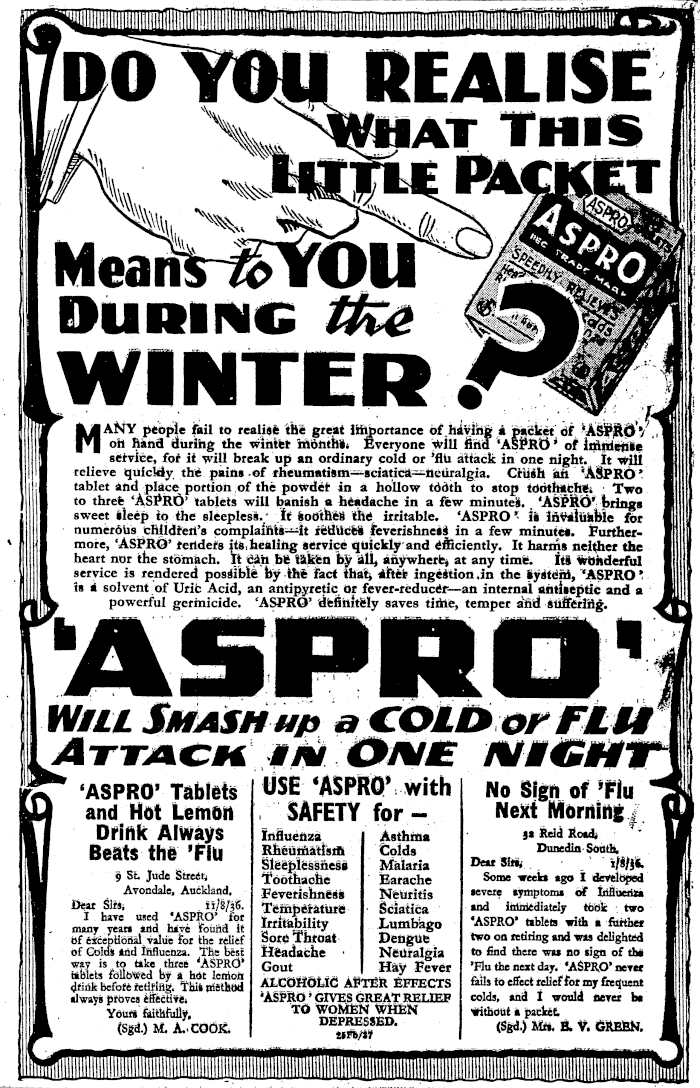 DO YOU REALISE
WHAT THIS
LITTLE PACKET
ASPRO
ASPRO
REG. TRADE MARK
SPEEDILY RELIEVES
Means to YOU
DURING the
WINTER?
MANY people fail to realise the great importance of having a packet of 'ASPRO'
on hand during the winter months. Everyone will find 'ASPRO' of immense
service, for it will break up an ordinary cold or 'flu attack in one night. It will
relieve quickly the pains of rheumatism—sciatica—neuralgia. Crush an 'ASPRO'
tablet and place portion of the powder in a hollow tooth to stop toothache. Two
to three 'ASPRO' tablets will banish a headache in a few minutes. 'ASPRO' brings
sweet sleep to the sleepless. It soothes the irritable. 'ASPRO' is invaluable for
numerous children's complaints—it reduces feverishness in a few minutes. Further-
more, 'ASPRO' renders its healing service quickly and efficiently. It harms neither the
heart nor the stomach. It can be taken by all, anywhere, at any time. Its wonderful
service is rendered possible by the fact that, after ingestion in the system, 'ASPRO'
is a solvent of Uric Acid, an antipyretic or fever-reducer—an internal antiseptic and a
powerful germicide. 'ASPRO' definitely saves time, temper and suffering.
'ASPRO'
WILL SMASH up a COLD or FLU
ATTACK IN ONE NIGHT
'ASPRO' Tablets
and Hot Lemon
Drink Always
Beats the 'Flu
9 St. Jude Street,
Avondale, Auckland,
Dear Sirs, 11/8/36.
I have used 'ASPRO' for
many years and have found it
of exceptional value for the relief
of Colds and Influenza. The best
way is to take three 'ASPRO'
tablets followed by a hot lemon
drink before retiring. This method
always proves effective.
Yours faithfully,
(Sgd.) M. A. COOK.
USE 'ASPRO' with
SAFETY for —
Influenza
Rheumatism
Sleeplessness
Toothache
Feverishness
Temperature
Irritability
Sore Throat
Headache
Gout
Asthma
Colds
Malaria
Earache
Neuritis
Sciatica
Lumbago
Dengue
Neuralgia
Hay Fever
ALCOHOLIC AFTER EFFECTS
'ASPRO' GIVES GREAT RELIEF
TO WOMEN WHEN
DEPRESSED.
No Sign of 'Flu
Next Morning
32 Reid Road,
Dunedin South,
Dear Sirs, 1/8/36.
Some weeks ago I developed
severe symptoms of Influenza
and immediately took two
'ASPRO' tablets with a further
two on retiring and was delighted
to find there was no sign of the
'Flu the next day. 'ASPRO' never
fails to effect relief for my frequent
colds, and I would never be
without a packet.
(Sgd.) Mrs. E. V. GREEN.